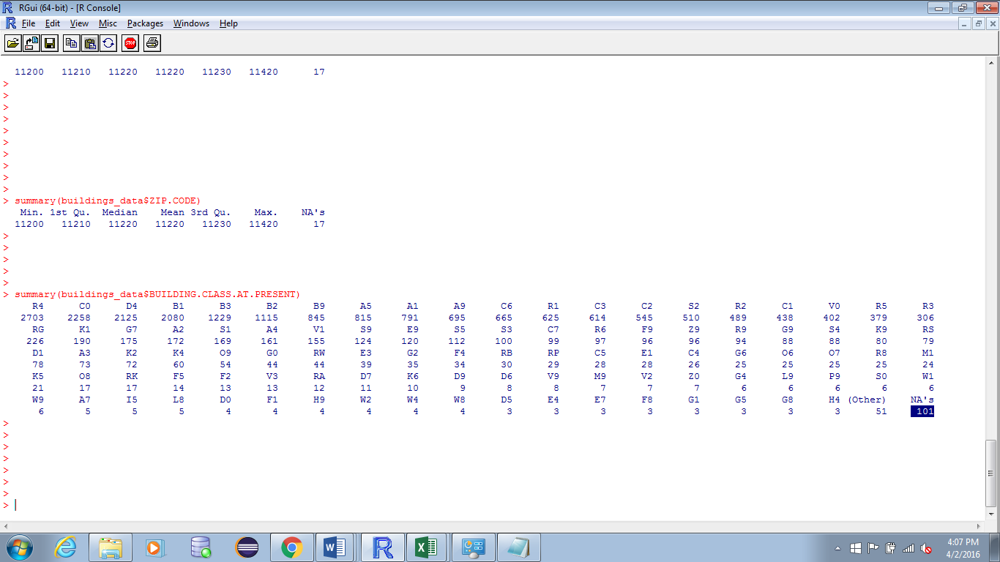 RGui (64-bit) - [R Console]
File Edit View Misc Packages Windows Help
STOP
11200 11210 11220 11220 11230 11420 17
>
>
>
>
>
>
>
>
>
>
> summary(buildings_data$ZIP.CODE)
Min. 1st Qu. Median Mean 3rd Qu. Max. NA's
11200 11210 11220 11220 11230 11420 17
>
>
>
>
>
> summary(buildings_data$BUILDING.CLASS.AT.PRESENT)
R4 C0 D4 B1 B3 B2 B9 A5 A1 A9 C6 R1 C3 C2 S2 R2 C1 V0 R5 R3
2703 2258 2125 2080 1229 1115 845 815 791 695 665 625 614 545 510 489 438 402 379 306
RG K1 G7 A2 S1 A4 V1 S9 E9 S5 S3 C7 R6 F9 Z9 R9 G9 S4 K9 RS
226 190 175 172 169 161 155 124 120 112 100 99 97 96 96 94 88 88 80 79
D1 A3 K2 K4 O9 G0 RW E3 G2 F4 RB RP C5 E1 C4 G6 O6 O7 R8 M1
78 73 72 60 54 44 44 39 35 34 30 29 28 28 26 25 25 25 25 24
K5 O8 RK F5 F2 V3 RA D7 K6 D9 D6 V9 M9 V2 Z0 G4 L9 P9 S0 W1
21 17 17 14 13 13 12 11 10 9 8 8 7 7 7 6 6 6 6 6
W9 A7 I5 L8 D0 F1 H9 W2 W4 W8 D5 E4 E7 F8 G1 G5 G8 H4 (Other) NA's
6 5 5 5 4 4 4 4 4 4 3 3 3 3 3 3 3 3 51 101
>
>
>
>
>
>
>
>
4:07 PM
4/2/2016